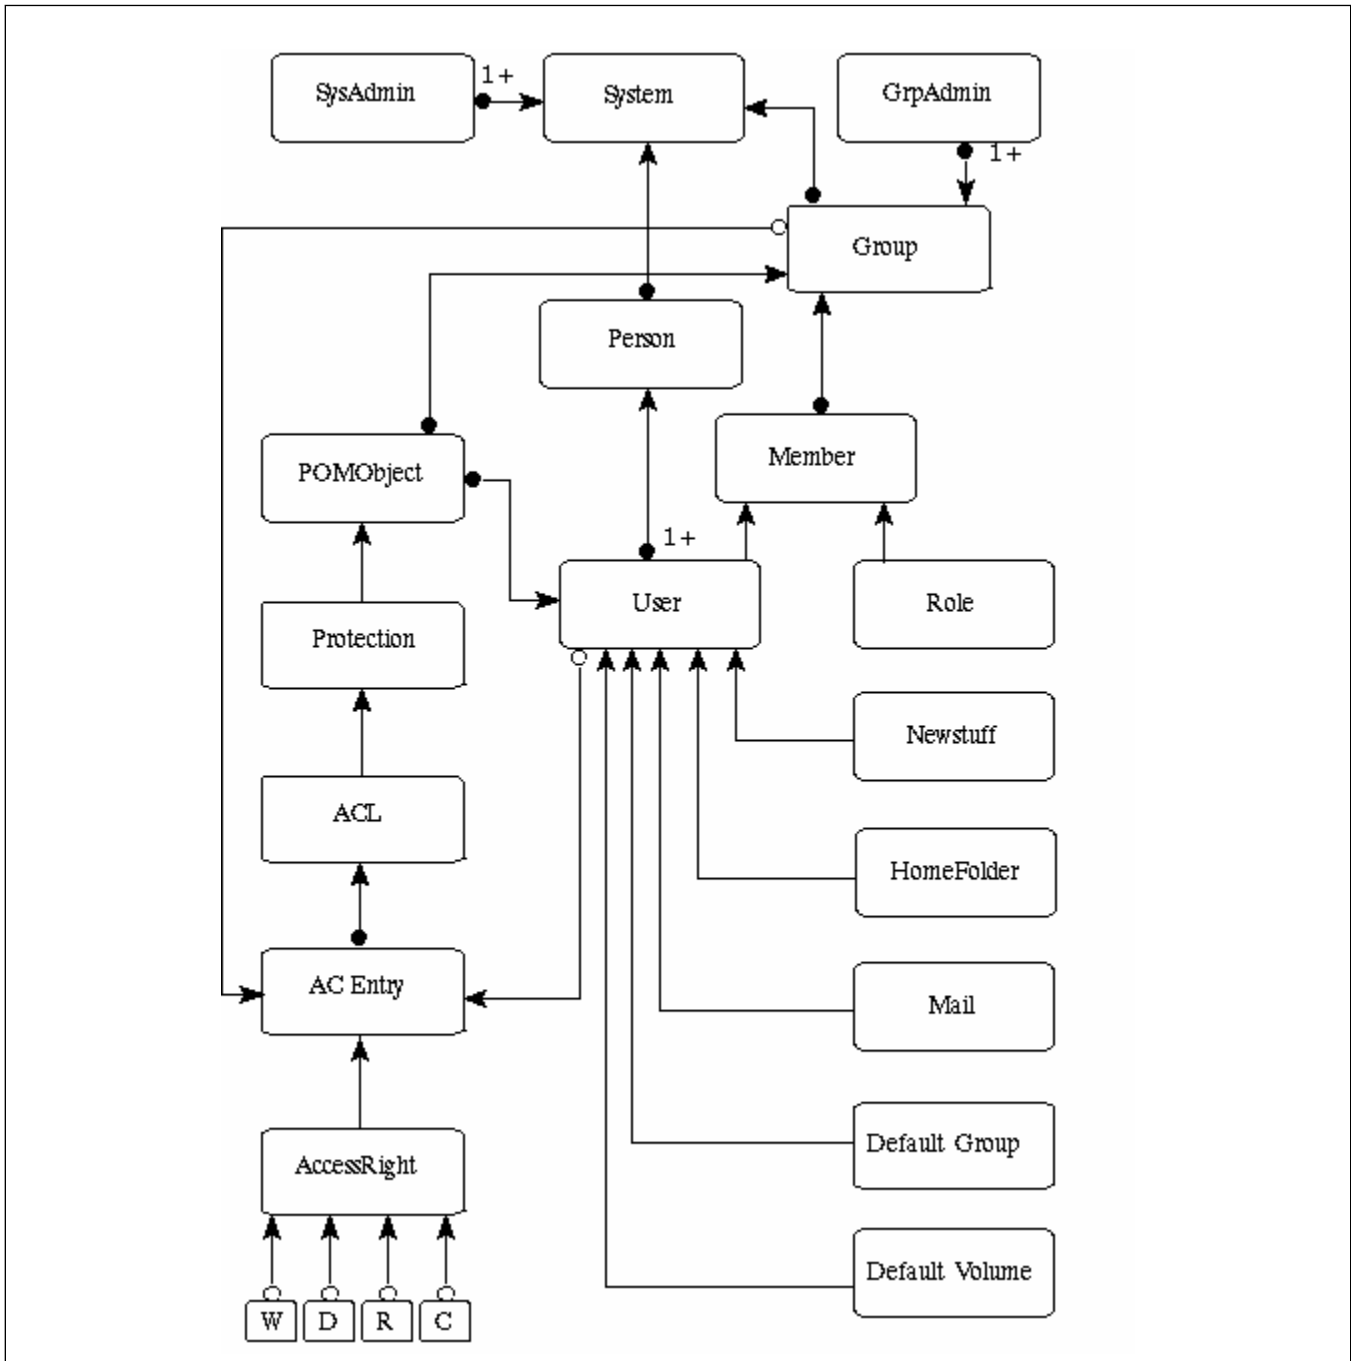 SysAdmin
1+
System
GrpAdmin
1+
Group
Person
Member
POMObject
1+
User
Role
Protection
Newstuff
ACL
HomeFolder
AC Entry
Mail
Default Group
AccessRight
Default Volume
W
D
R
C